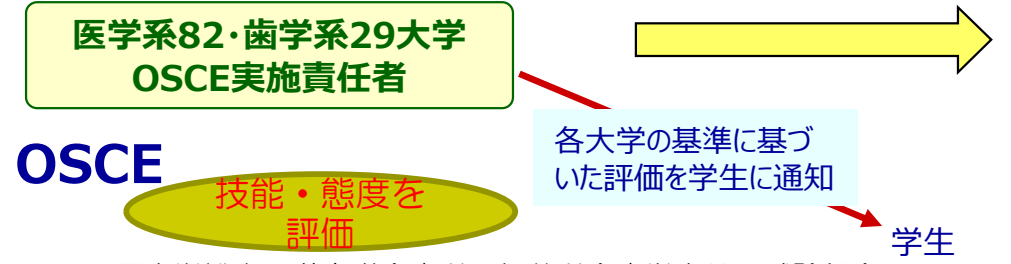 医学系82･歯学系29大学
OSCE実施責任者
各大学の基準に基づ
いた評価を学生に通知
OSCE
技能・態度を
評価
学生